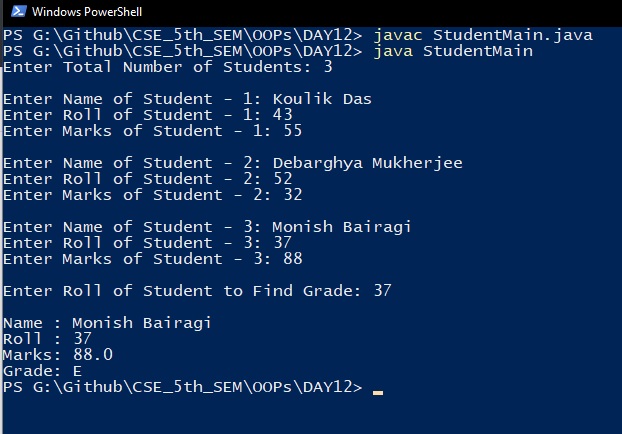 Windows PowerShell
PS G:\Github\CSE_5th_SEM\OOPs\DAY12> javac StudentMain.java
PS G:\Github\CSE_5th_SEM\OOPs\DAY12> java StudentMain
Enter Total Number of Students: 3
Enter Name of Student - 1: Koulik Das
Enter Roll of Student - 1: 43
Enter Marks of Student - 1: 55
Enter Name of Student - 2: Debarghya Mukherjee
Enter Roll of Student - 2: 52
Enter Marks of Student - 2: 32
Enter Name of Student - 3: Monish Bairagi
Enter Roll of Student - 3: 37
Enter Marks of Student - 3: 88
Enter Roll of Student to Find Grade: 37
Name : Monish Bairagi
Roll : 37
Marks: 88.0
Grade: E
PS G:\Github\CSE_5th_SEM\OOPs\DAY12>